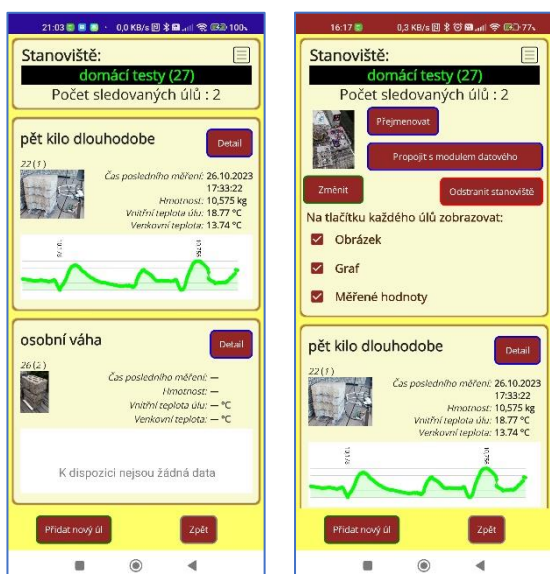 21:03 0,0 KB/s 100%
Stanoviště:
domácí testy (27)
Počet sledovaných úlů : 2
pět kilo dlouhodobe
Detail
22(1)
Čas posledního měření: 26.10.2023
17:33:22
Hmotnost: 10,575 kg
Vnitřní teplota úlu: 18.77 °C
Venkovní teplota: 13.74 °C
osobní váha
Detail
26(2)
Čas posledního měření: —
Hmotnost: —
Vnitřní teplota úlu: — °C
Venkovní teplota: — °C
K dispozici nejsou žádná data
Přidat nový úl
Zpět
16:17 0,3 KB/s 77%
Stanoviště:
domácí testy (27)
Počet sledovaných úlů : 2
Přejmenovat
Propojit s modulem datového
Změnit
Odstranit stanoviště
Na tlačítku každého úlů zobrazovat:
Obrázek
Graf
Měřené hodnoty
pět kilo dlouhodobe
Detail
22(1)
Čas posledního měření: 26.10.2023
17:33:22
Hmotnost: 10,575 kg
Vnitřní teplota úlu: 18.77 °C
Venkovní teplota: 13.74 °C
Přidat nový úl
Zpět